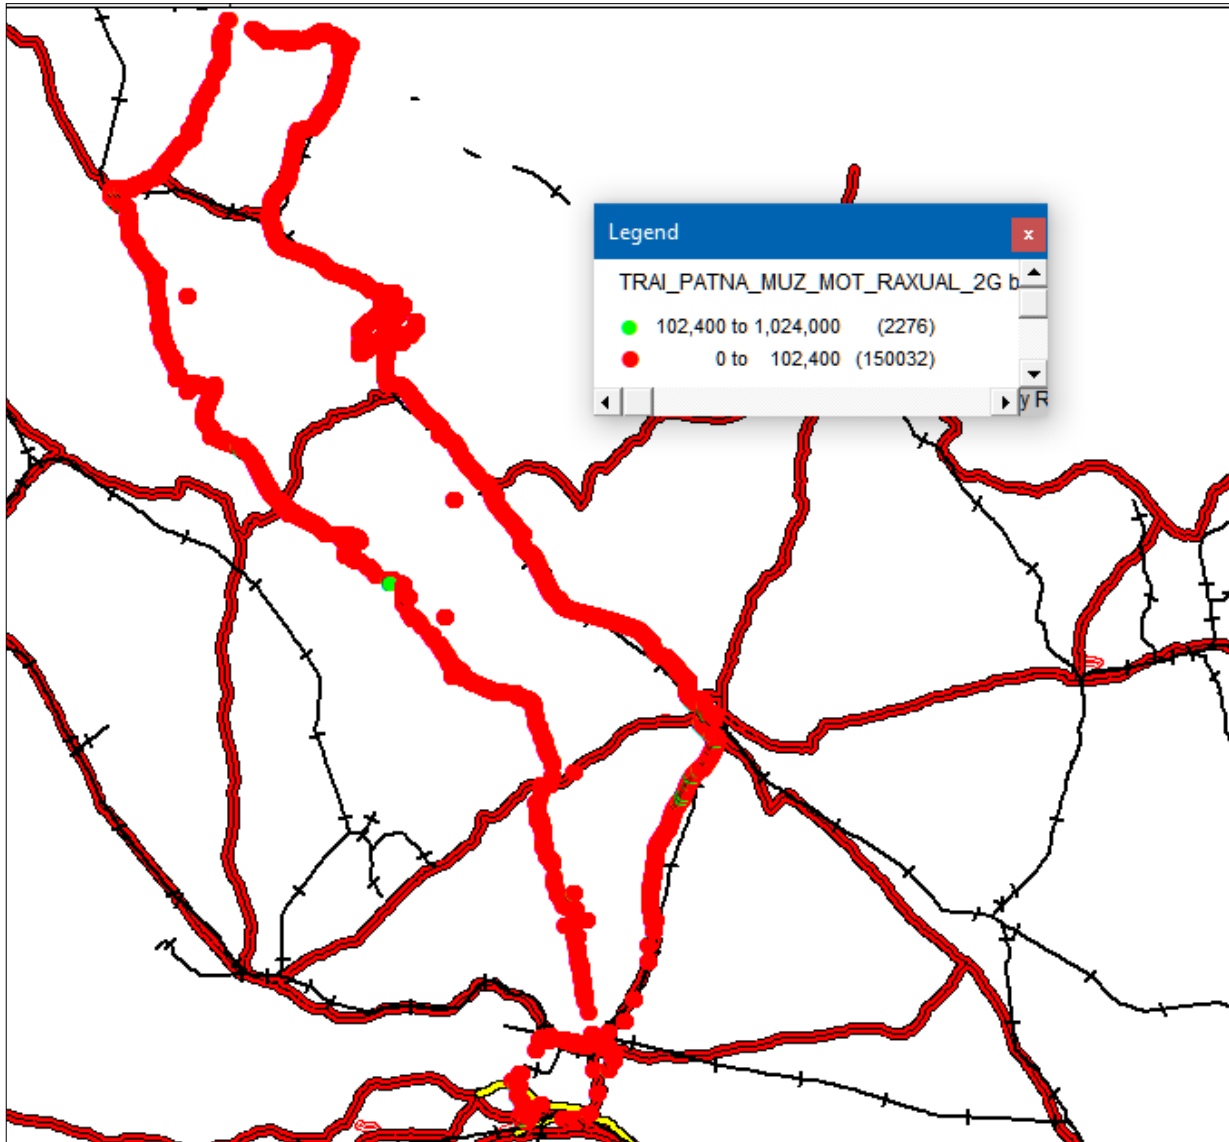 Legend
x
TRAI_PATNA_MUZ_MOT_RAXUAL_2G b
102,400 to 1,024,000 (2276)
0 to 102,400 (150032)
y R